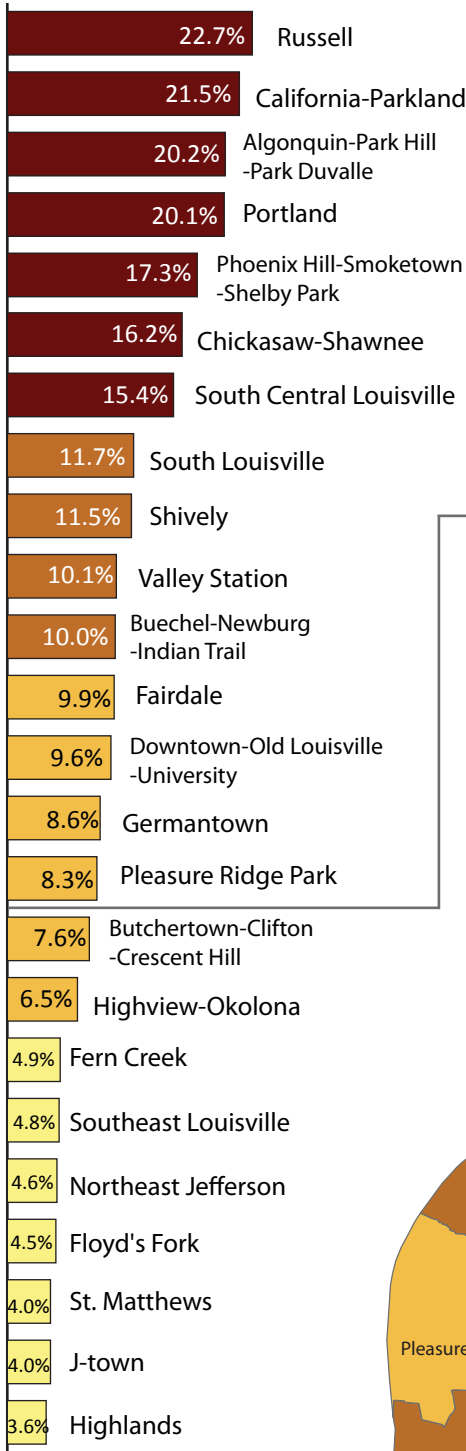 22.7% Russell
21.5% California-Parkland
20.2% Algonquin-Park Hill
-Park Duvalle
20.1% Portland
17.3% Phoenix Hill-Smoketown
-Shelby Park
16.2% Chickasaw-Shawnee
15.4% South Central Louisville
11.7% South Louisville
11.5% Shively
10.1% Valley Station
10.0% Buechel-Newburg
-Indian Trail
9.9% Fairdale
9.6% Downtown-Old Louisville
-University
8.6% Germantown
8.3% Pleasure Ridge Park
7.6% Butchertown-Clifton
-Crescent Hill
6.5% Highview-Okolona
4.9% Fern Creek
4.8% Southeast Louisville
4.6% Northeast Jefferson
4.5% Floyd's Fork
4.0% St. Matthews
4.0% J-town
Pleasure
3.6% Highlands